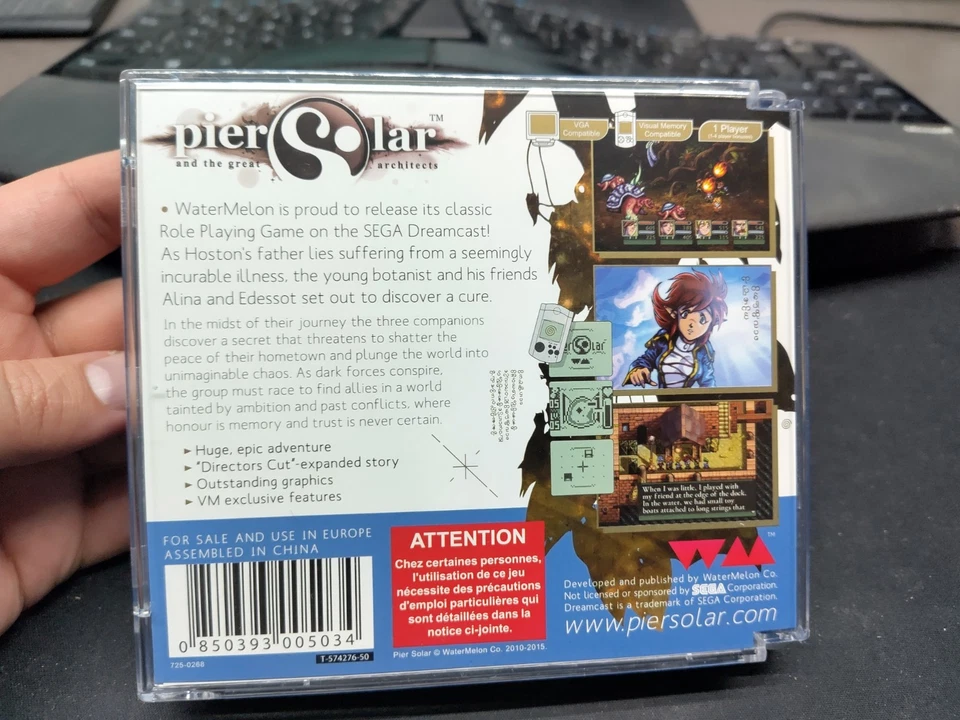 pier Solar™
and the great architects
VGA Compatible
Visual Memory Compatible
1 Player
• WaterMelon is proud to release its classic
Role Playing Game on the SEGA Dreamcast!
As Hoston's father lies suffering from a seemingly
incurable illness, the young botanist and his friends
Alina and Edessot set out to discover a cure.
In the midst of their journey the three companions
discover a secret that threatens to shatter the
peace of their hometown and plunge the world into
unimaginable chaos. As dark forces conspire,
the group must race to find allies in a world
tainted by ambition and past conflicts, where
honour is memory and trust is never certain.
► Huge, epic adventure
► "Directors Cut"-expanded story
► Outstanding graphics
► VM exclusive features
When I was little, I played with
my friend at the edge of the dock.
In the water, we had small toy
boats attached to long strings that
FOR SALE AND USE IN EUROPE
ASSEMBLED IN CHINA
0 850393 005034
725-0268
T-574276-50
ATTENTION
Chez certaines personnes,
l'utilisation de ce jeu
nécessite des précautions
d'emploi particulières qui
sont détaillées dans la
notice ci-jointe.
Pier Solar © WaterMelon Co. 2010-2015.
WM™
Developed and published by WaterMelon Co.
Not licensed or sponsored by SEGA Corporation.
Dreamcast is a trademark of SEGA Corporation.
www.piersolar.com